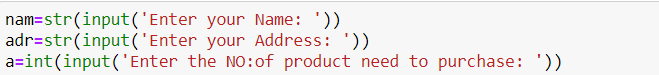 nam=str(input('Enter your Name: '))
adr=str(input('Enter your Address: '))
a=int(input('Enter the NO:of product need to purchase: '))